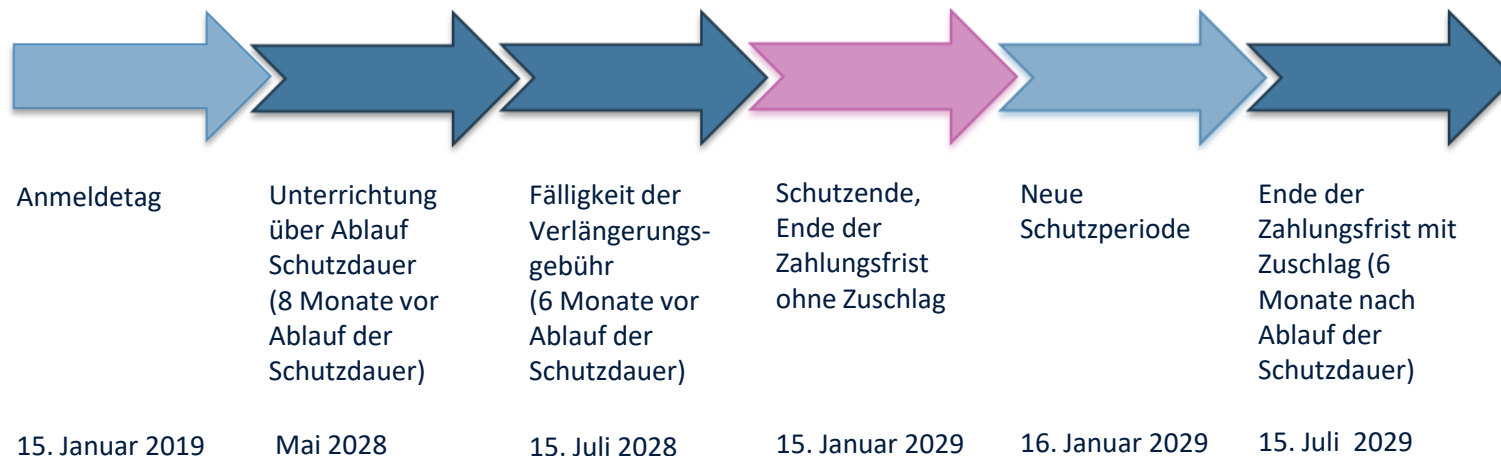 Anmeldetag
Unterrichtung
über Ablauf
Schutzdauer
(8 Monate vor
Ablauf der
Schutzdauer)
Fälligkeit der
Verlängerungs-
gebühr
(6 Monate vor
Ablauf der
Schutzdauer)
Schutzende,
Ende der
Zahlungsfrist
ohne Zuschlag
Neue
Schutzperiode
Ende der
Zahlungsfrist mit
Zuschlag (6
Monate nach
Ablauf der
Schutzdauer)
15. Januar 2019
Mai 2028
15. Juli 2028
15. Januar 2029
16. Januar 2029
15. Juli 2029